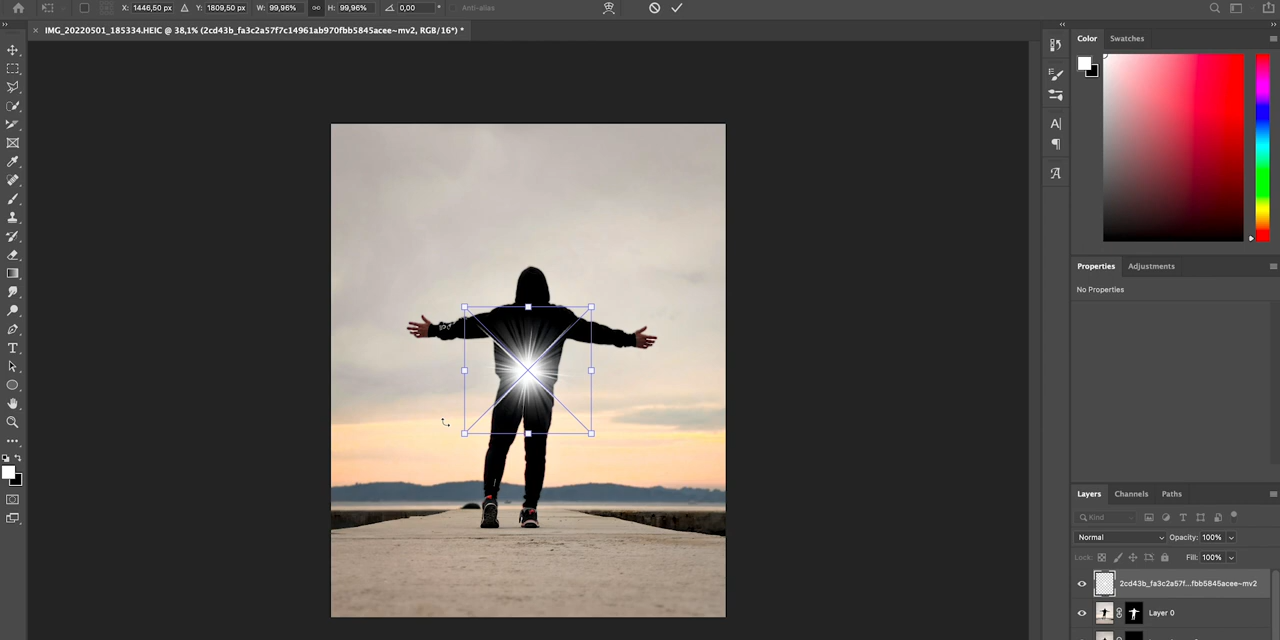 X: 1446,50 px Y: 1809,50 px W: 99,96% H: 99,96% 0,00 ° Anti-alias
× IMG_20220501_185334.HEIC @ 38,1% (2cd43b_fa3c2a57f7c14961ab970fbb5845acee~mv2, RGB/16*) *
Color Swatches
Properties Adjustments
No Properties
Layers Channels Paths
Kind
Normal Opacity: 100%
Lock: Fill: 100%
2cd43b_fa3c2a57f...fbb5845acee~mv2
Layer 0